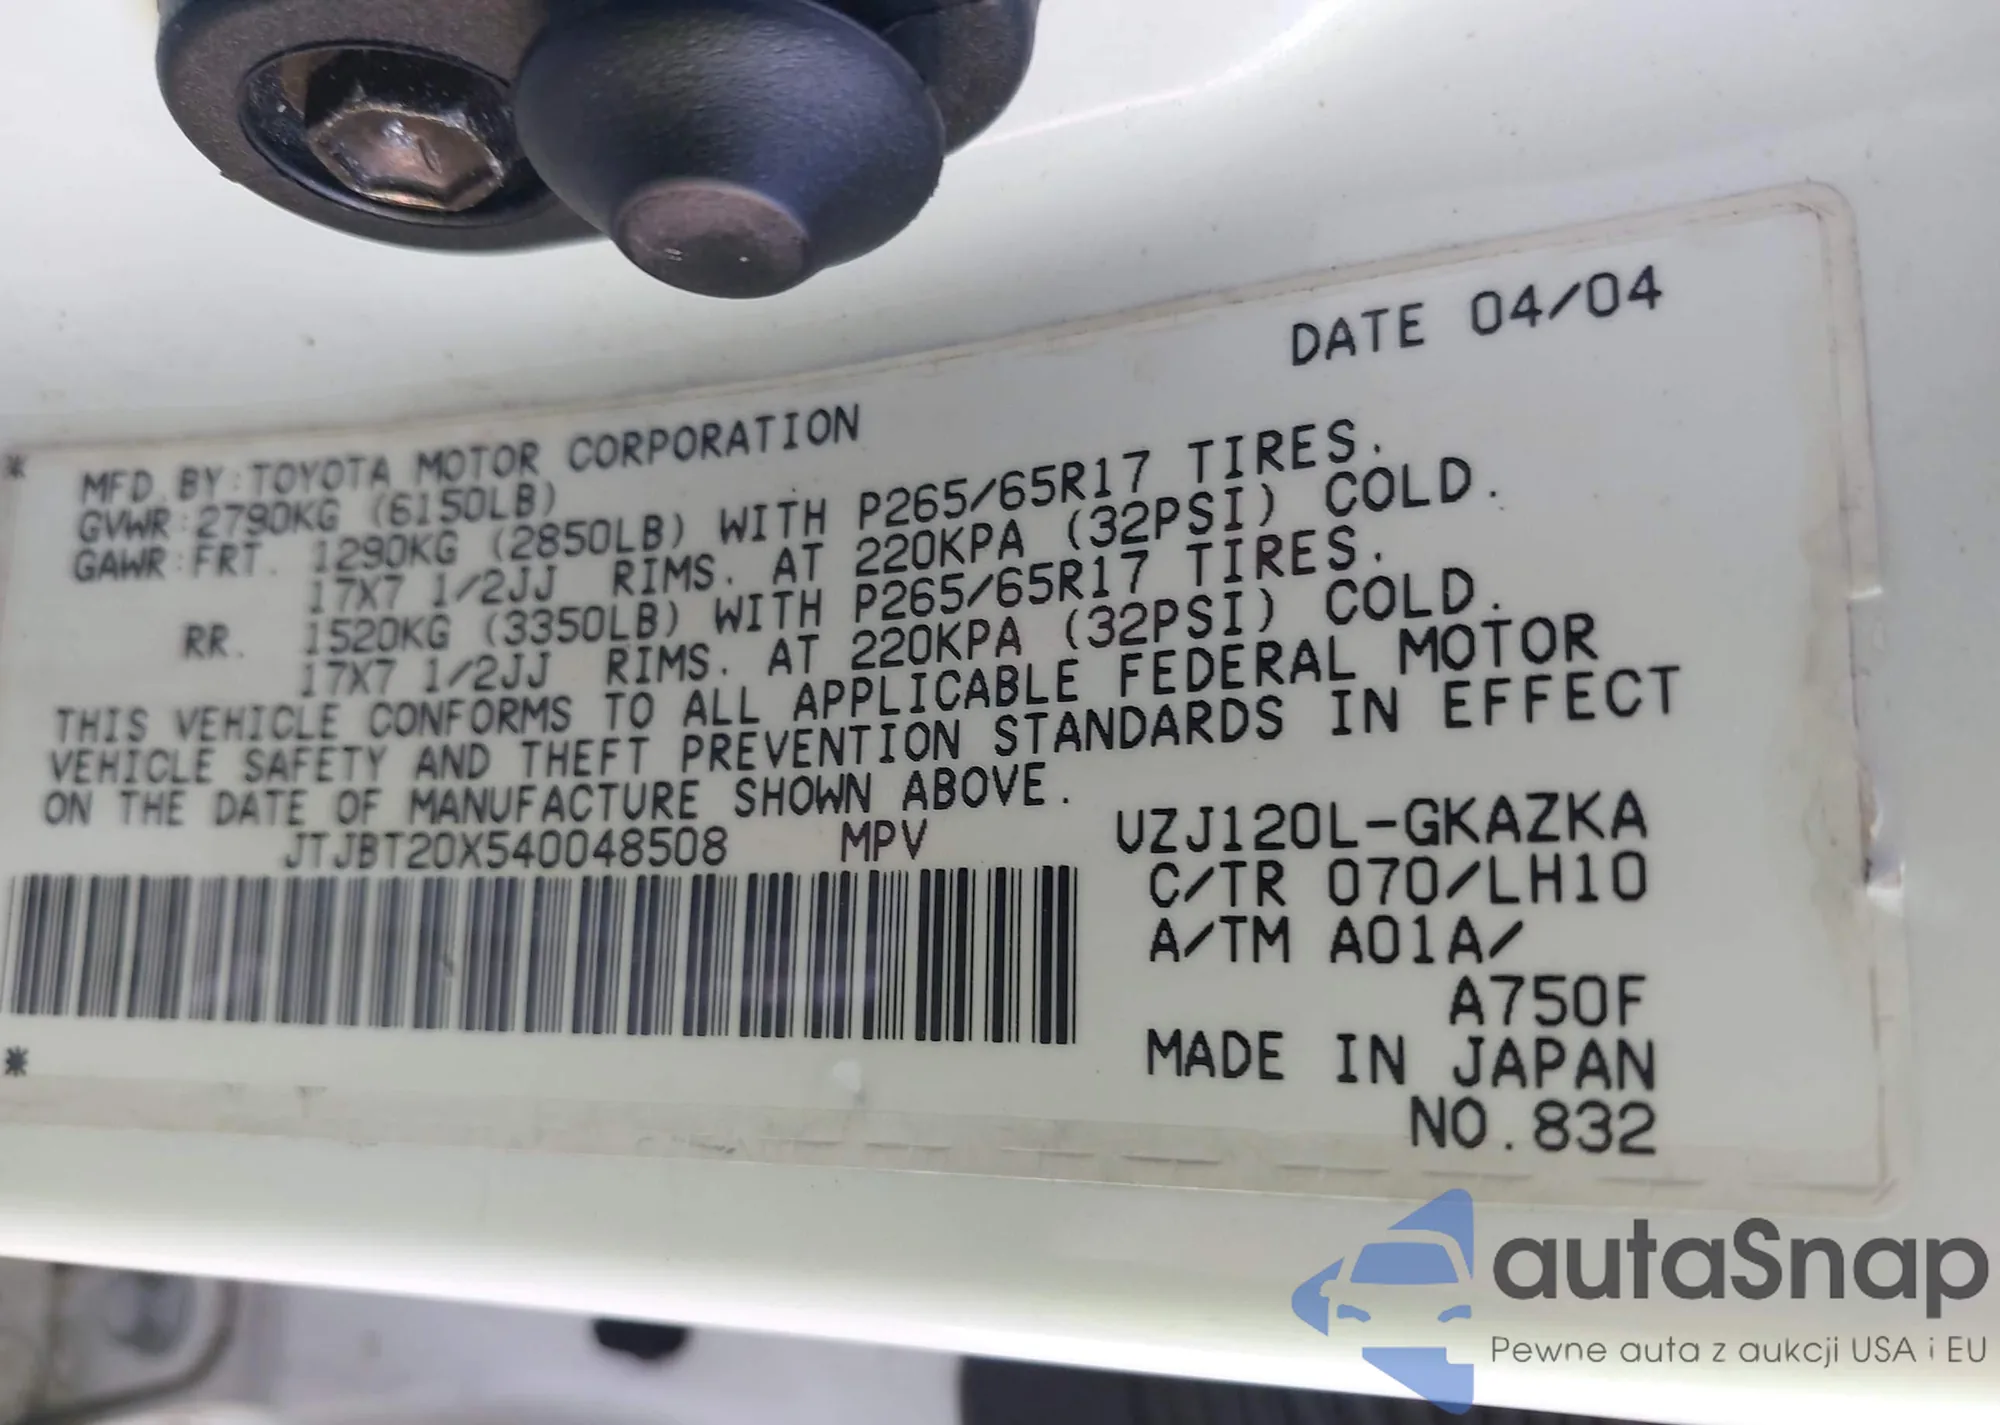 DATE 04/04
* MFD. BY:TOYOTA MOTOR CORPORATION
GVWR:2790KG (6150LB)
GAWR:FRT. 1290KG (2850LB) WITH P265/65R17 TIRES.
17X7 1/2JJ RIMS. AT 220KPA (32PSI) COLD.
RR. 1520KG (3350LB) WITH P265/65R17 TIRES.
17X7 1/2JJ RIMS. AT 220KPA (32PSI) COLD.
THIS VEHICLE CONFORMS TO ALL APPLICABLE FEDERAL MOTOR
VEHICLE SAFETY AND THEFT PREVENTION STANDARDS IN EFFECT
ON THE DATE OF MANUFACTURE SHOWN ABOVE.
JTJBT20X540048508 MPV
UZJ120L-GKAZKA
C/TR 070/LH10
A/TM A01A/
A750F
* MADE IN JAPAN
NO.832
autaSnap
Pewne auta z aukcji USA i EU